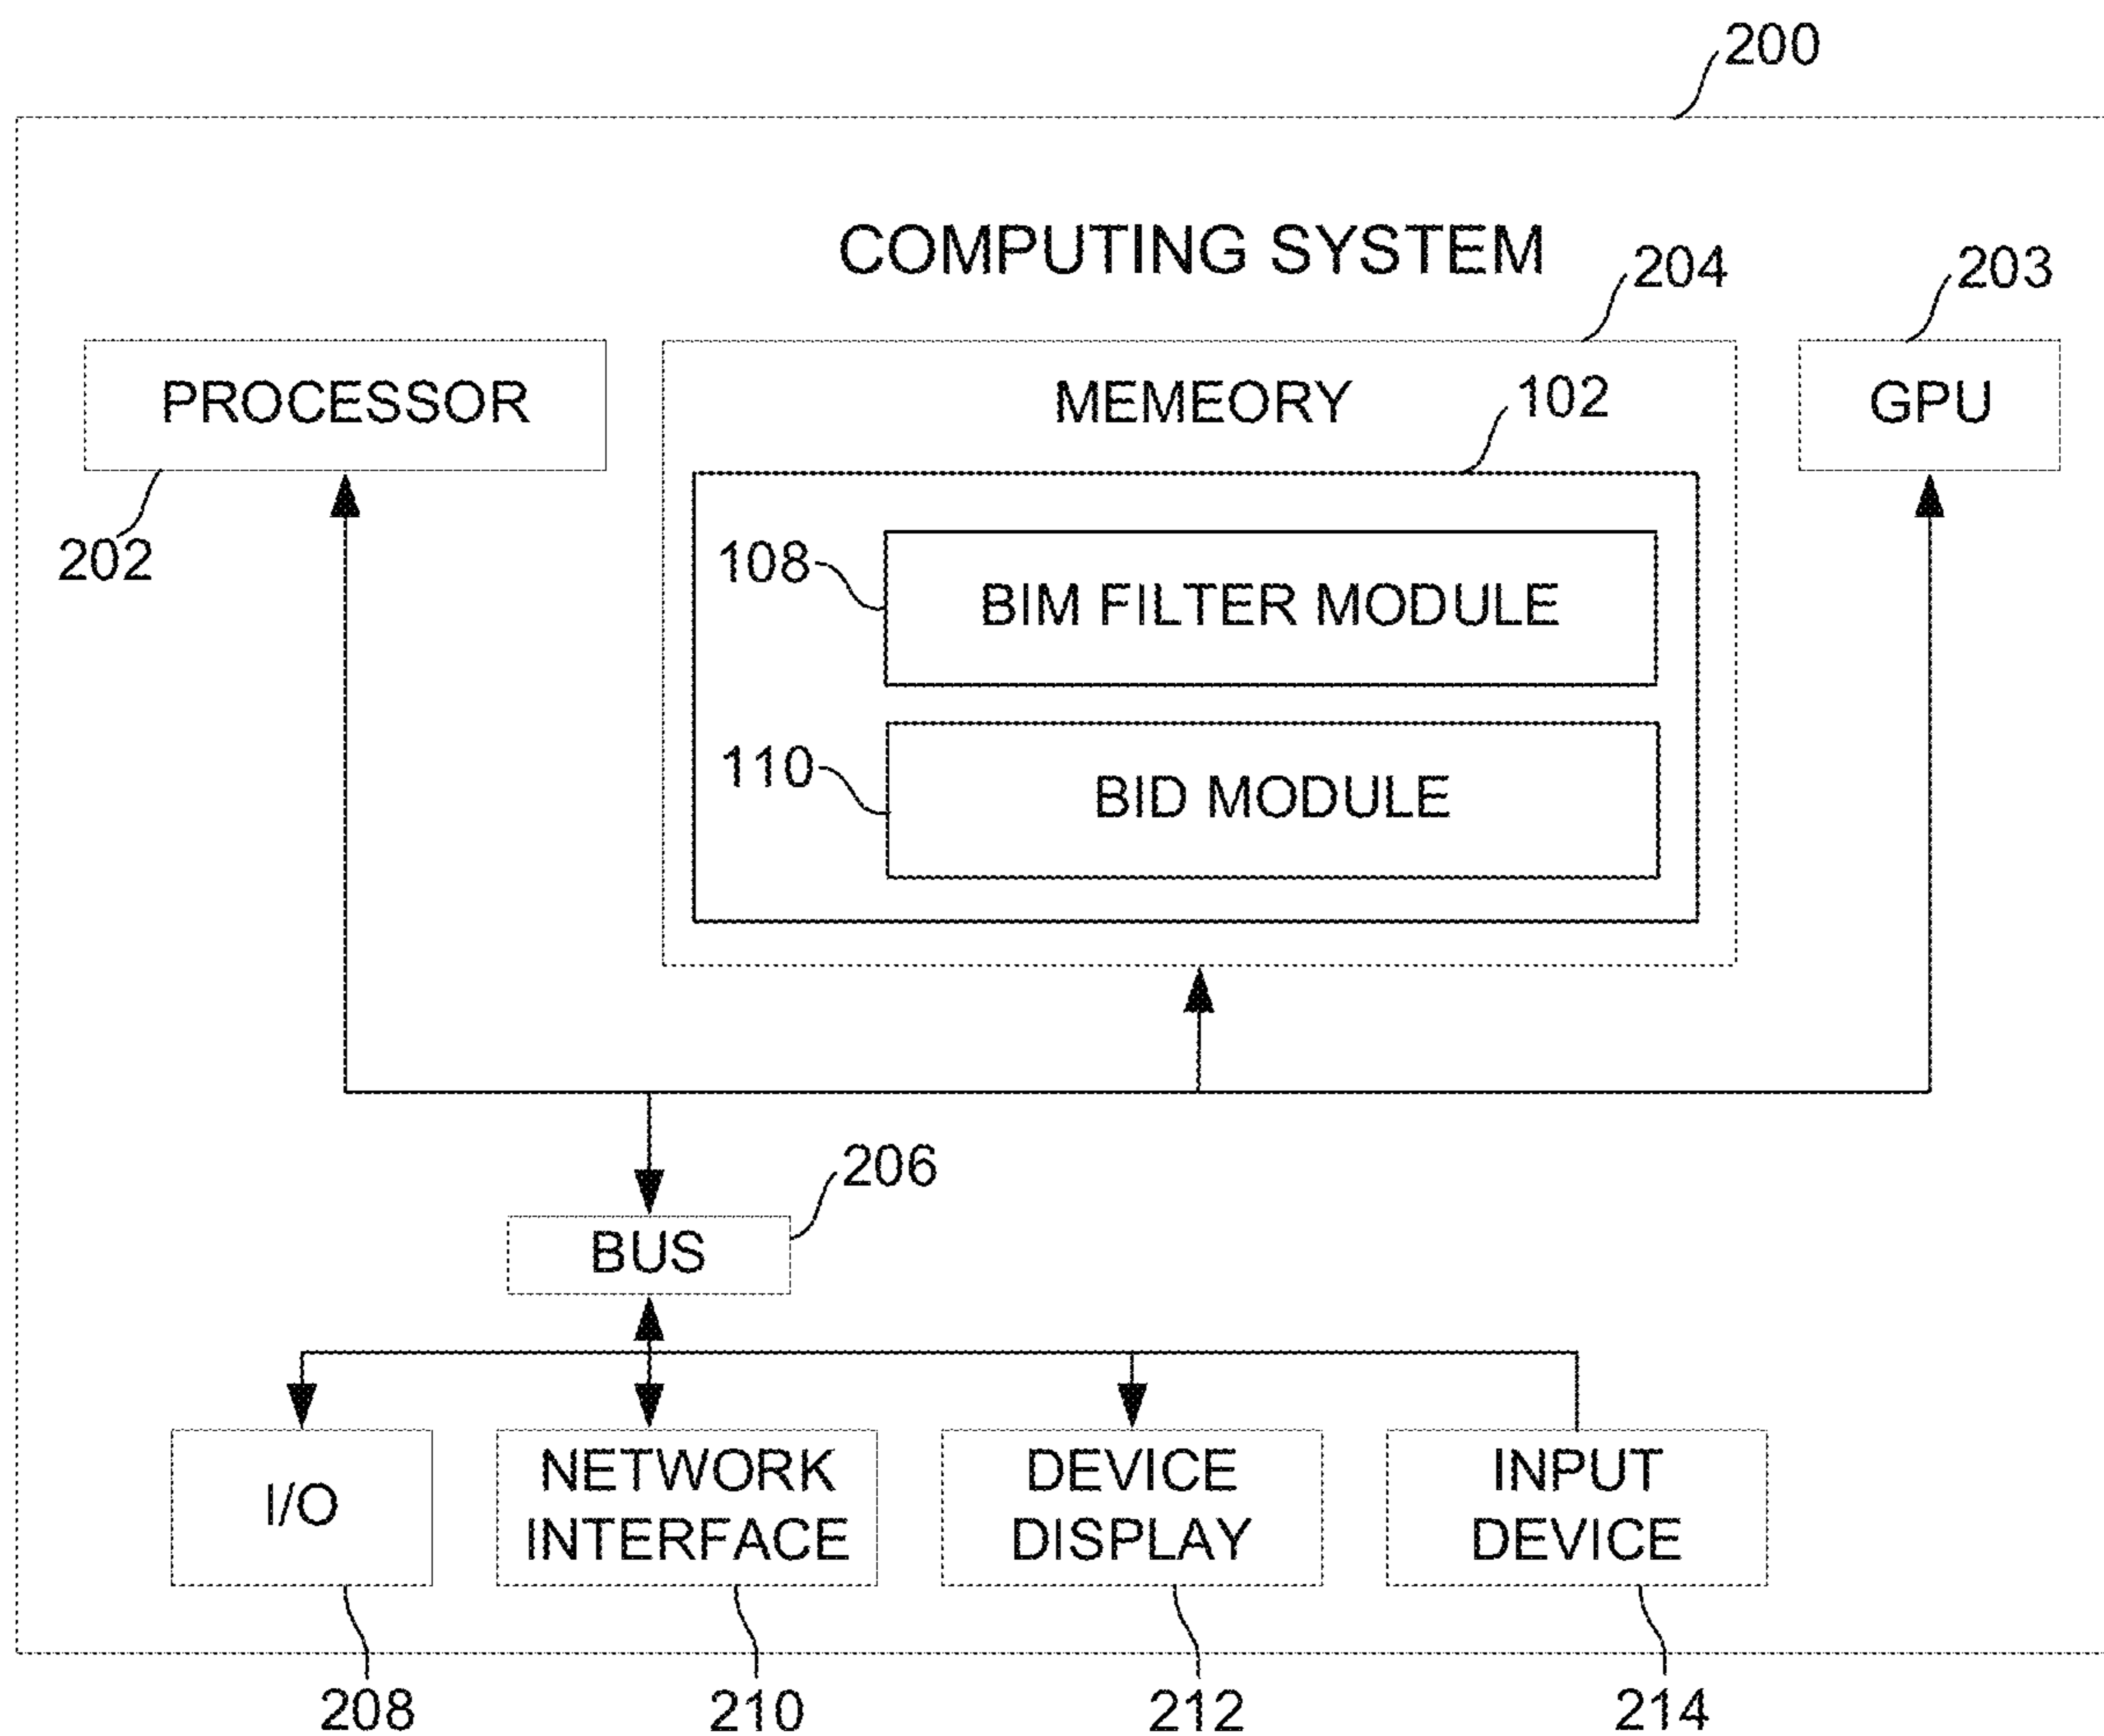 200
COMPUTING SYSTEM
204
203
PROCESSOR
MEMEORY
102
GPU
202
108
BIM FILTER MODULE
110
BID MODULE
206
BUS
I/O
NETWORK
INTERFACE
DEVICE
DISPLAY
INPUT
DEVICE
208
210
212
214